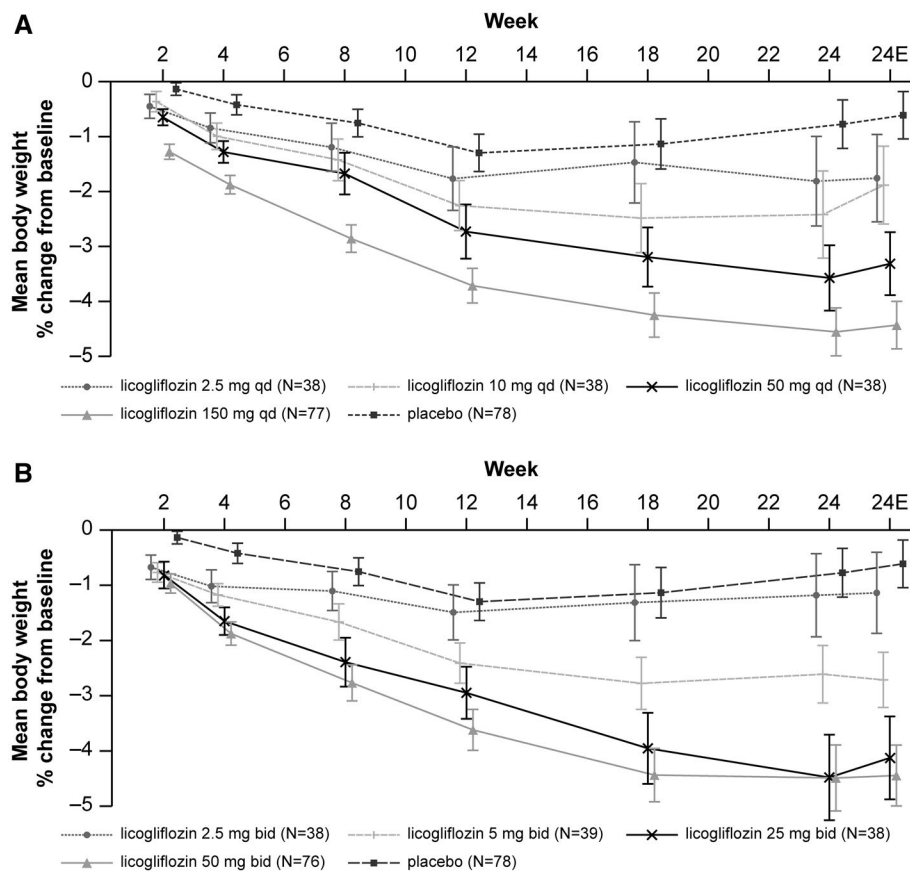 A
Week
2 4 6 8 10 12 14 16 18 20 22 24 24E
Mean body weight
% change from baseline
0
–1
–2
–3
–4
–5
licogliflozin 2.5 mg qd (N=38) licogliflozin 10 mg qd (N=38) licogliflozin 50 mg qd (N=38)
licogliflozin 150 mg qd (N=77) placebo (N=78)
B
Week
2 4 6 8 10 12 14 16 18 20 22 24 24E
Mean body weight
% change from baseline
0
–1
–2
–3
–4
–5
licogliflozin 2.5 mg bid (N=38) licogliflozin 5 mg bid (N=39) licogliflozin 25 mg bid (N=38)
licogliflozin 50 mg bid (N=76) placebo (N=78)